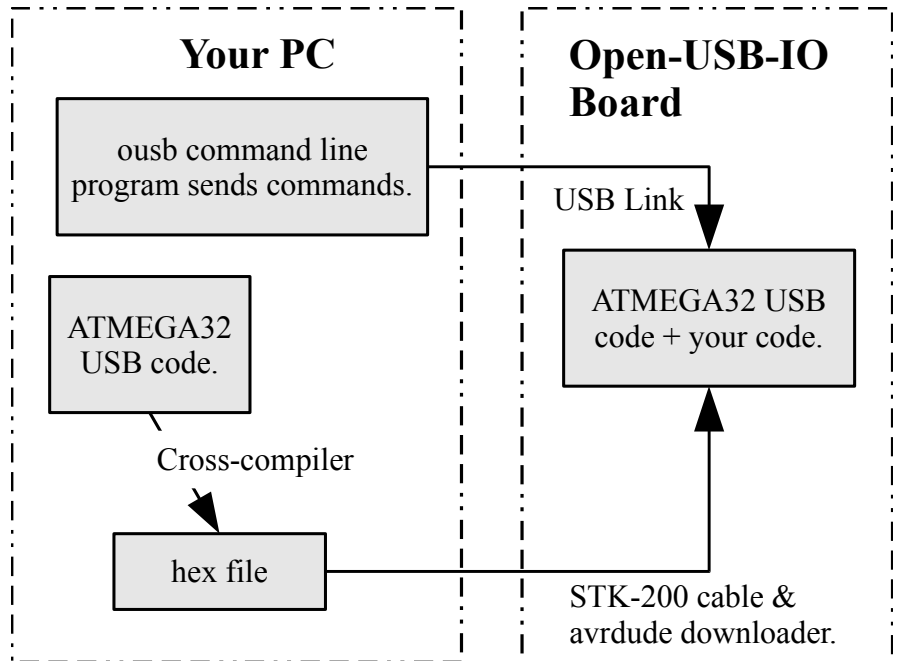 Your PC
ousb command line
program sends commands.
ATMEGA32
USB code.
Cross-compiler
hex file
Open-USB-IO
Board
USB Link
ATMEGA32 USB
code + your code.
STK-200 cable &
avrdude downloader.